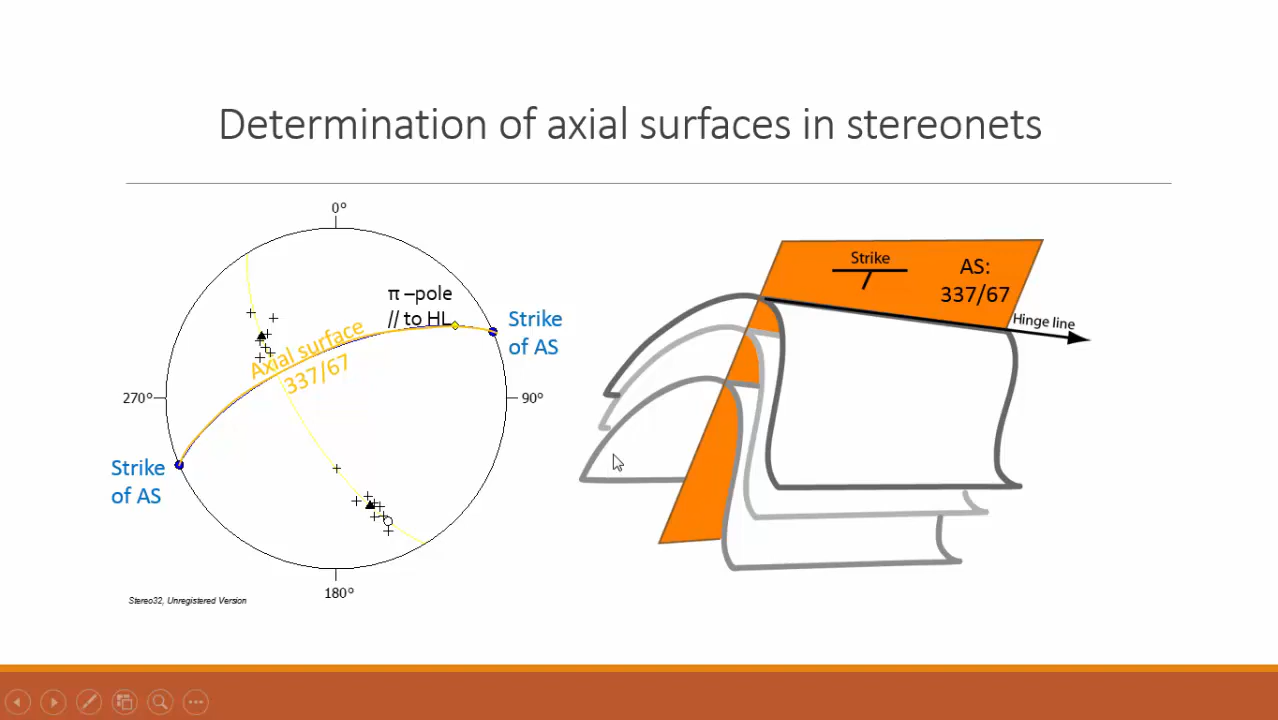 Determination of axial surfaces in stereonets
0°
π –pole
// to HL
Strike
of AS
Axial surface
337/67
270°
90°
Strike
of AS
180°
Stereo32, Unregistered Version
Strike
AS:
337/67
Hinge line